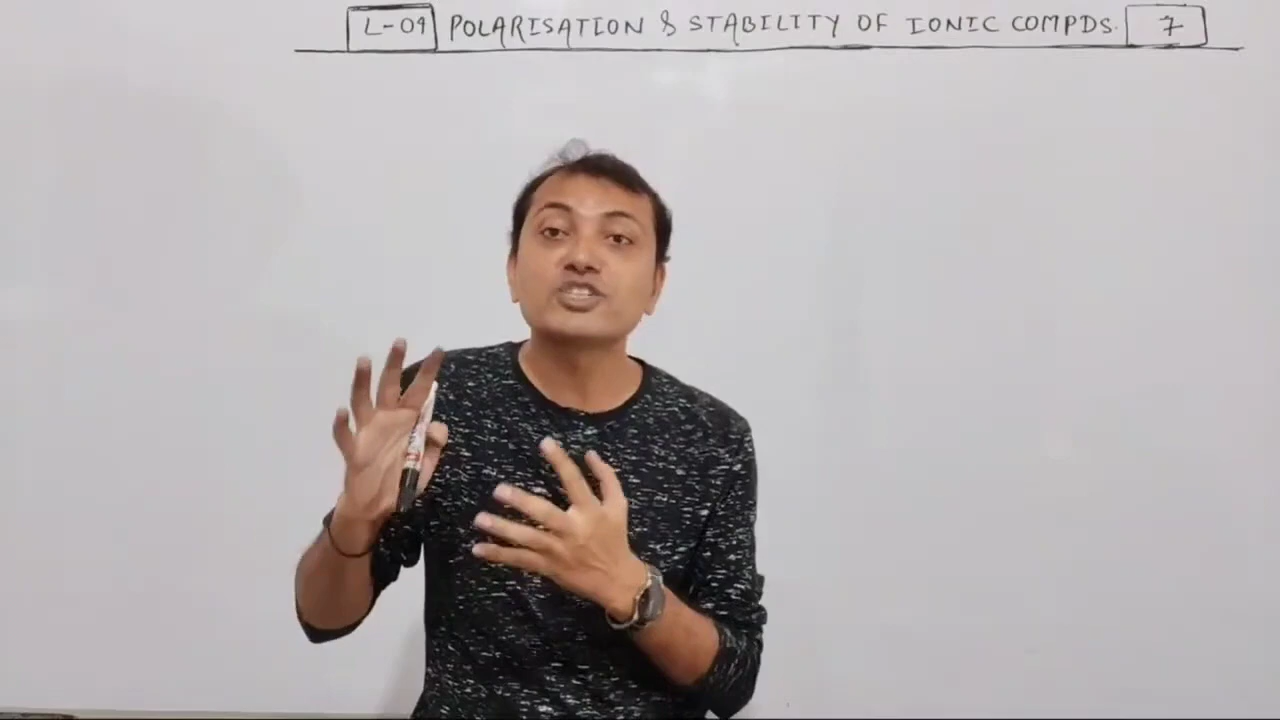 L-09 POLARISATION & STABILITY OF IONIC COMPDS. 7